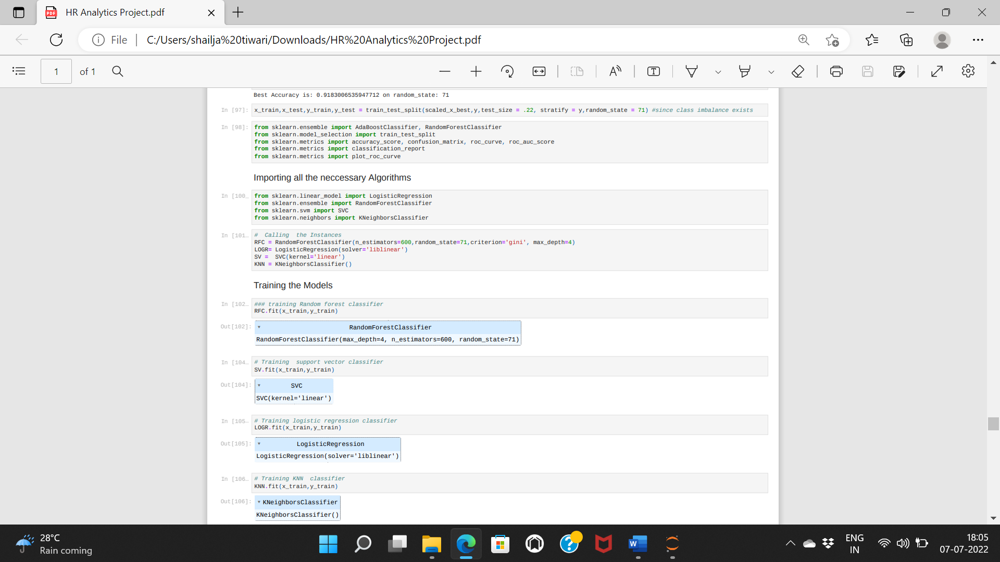 HR Analytics Project.pdf
File
C:/Users/shailja%20tiwari/Downloads/HR%20Analytics%20Project.pdf
1
of 1
Best Accuracy is: 0.9183006535947712 on random_state: 71
In [97]:
x_train,x_test,y_train,y_test = train_test_split(scaled_x_best,y,test_size = .22, stratify = y,random_state = 71) #since class imbalance exists
In [98]:
from sklearn.ensemble import AdaBoostClassifier, RandomForestClassifier
from sklearn.model_selection import train_test_split
from sklearn.metrics import accuracy_score, confusion_matrix, roc_curve, roc_auc_score
from sklearn.metrics import classification_report
from sklearn.metrics import plot_roc_curve
Importing all the neccessary Algorithms
In [100…
from sklearn.linear_model import LogisticRegression
from sklearn.ensemble import RandomForestClassifier
from sklearn.svm import SVC
from sklearn.neighbors import KNeighborsClassifier
In [101…
#  Calling  the Instances
RFC = RandomForestClassifier(n_estimators=600,random_state=71,criterion='gini', max_depth=4)
LOGR= LogisticRegression(solver='liblinear')
SV =  SVC(kernel='linear')
KNN = KNeighborsClassifier()
Training the Models
In [102…
### training Random forest classifier
RFC.fit(x_train,y_train)
Out[102]:
RandomForestClassifier
RandomForestClassifier(max_depth=4, n_estimators=600, random_state=71)
In [104…
# Training  support vector classifier
SV.fit(x_train,y_train)
Out[104]:
SVC
SVC(kernel='linear')
In [105…
# Training logistic regression classifier
LOGR.fit(x_train,y_train)
Out[105]:
LogisticRegression
LogisticRegression(solver='liblinear')
In [106…
# Training KNN  classifier
KNN.fit(x_train,y_train)
Out[106]:
KNeighborsClassifier
KNeighborsClassifier()
28°C
Rain coming
ENG
IN
18:05
07-07-2022